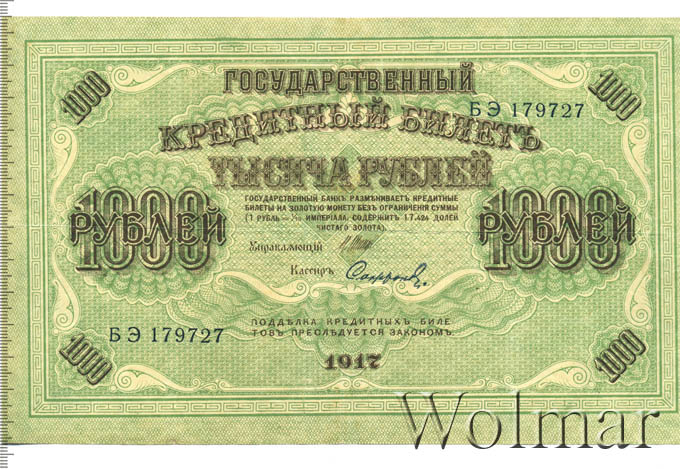 1000
1000
ГОСУДАРСТВЕННЫЙ
БЭ 179727
КРЕДИТНЫЙ БИЛЕТЪ
ТЫСЯЧА РУБЛЕЙ
ГОСУДАРСТВЕННЫЙ БАНКЪ РАЗМѢНИВАЕТЪ КРЕДИТНЫЕ
БИЛЕТЫ НА ЗОЛОТУЮ МОНЕТУ БЕЗЪ ОГРАНИЧЕНІЯ СУММЫ
(1 РУБЛЬ = 1/15 ИМПЕРІАЛА, СОДЕРЖИТЪ 17,424 ДОЛЕЙ
ЧИСТАГО ЗОЛОТА).
1000 РУБЛЕЙ
1000 РУБЛЕЙ
Управляющій
Кассиръ
БЭ 179727
ПОДДѢЛКА КРЕДИТНЫХЪ БИЛЕ
ТОВЪ ПРЕСЛѢДУЕТСЯ ЗАКОНОМЪ
1917
1000
1000
Wolmar